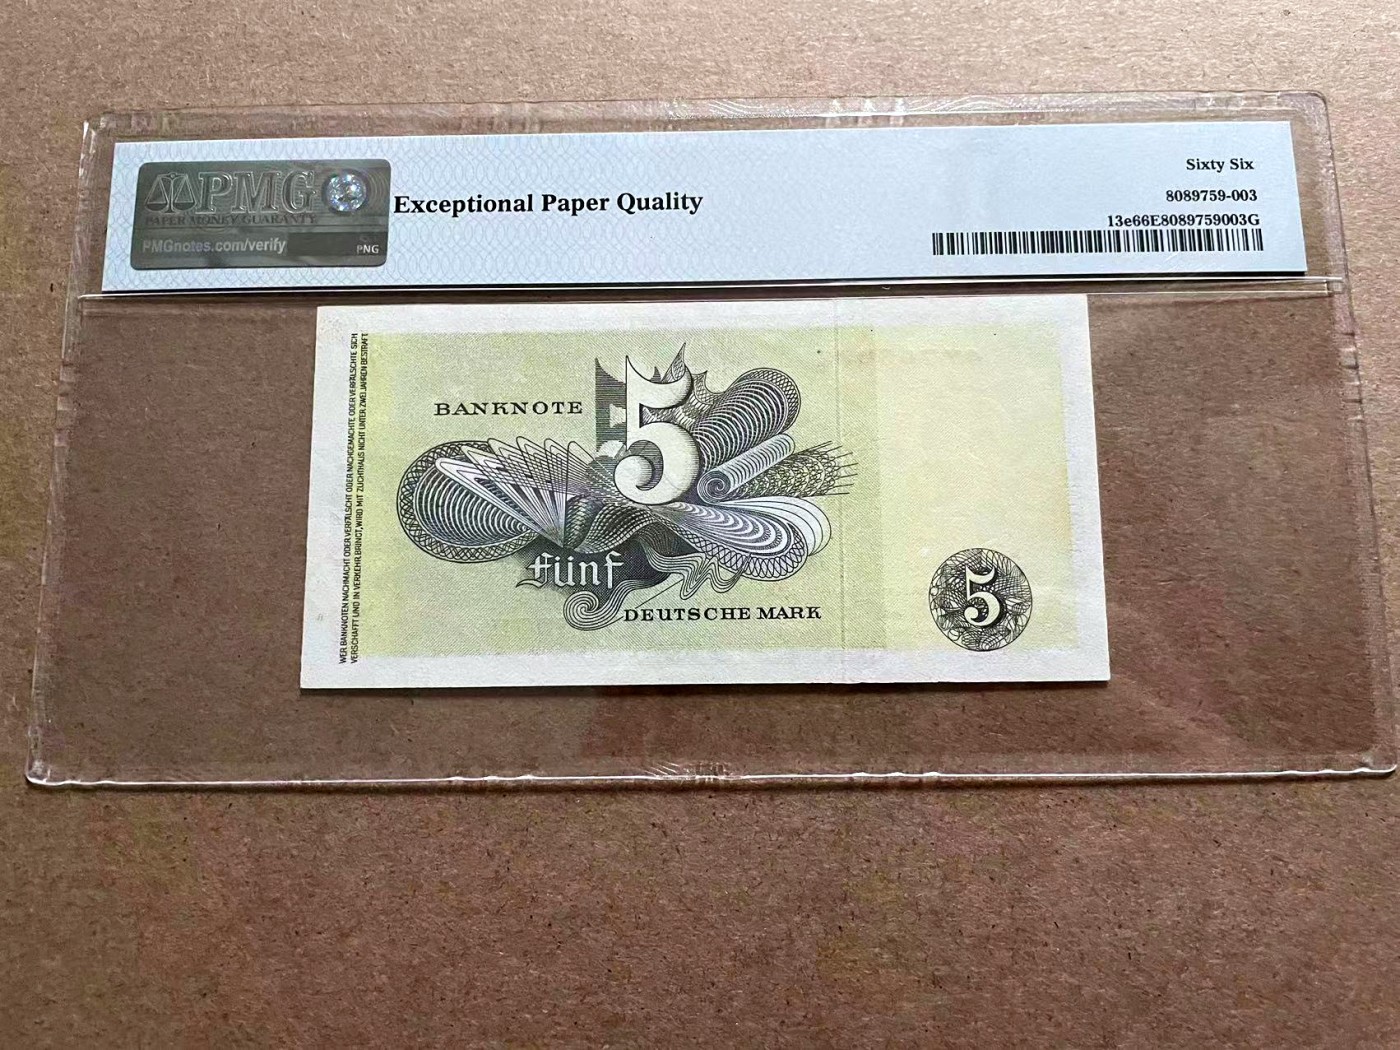 PMG
PAPER MONEY GUARANTY
PMGnotes.com/verify
PNG
Exceptional Paper Quality
Sixty Six
8089759-003
13e66E8089759003G
WER BANKNOTEN NACHMACHT ODER VERFÄLSCHT ODER NACHGEMACHTE ODER VERFÄLSCHTE SICH
VERSCHAFFT UND IN VERKEHR BRINGT, WIRD MIT ZUCHTHAUS NICHT UNTER ZWEI JAHREN BESTRAFT
BANKNOTE
5
fünf
DEUTSCHE MARK
5